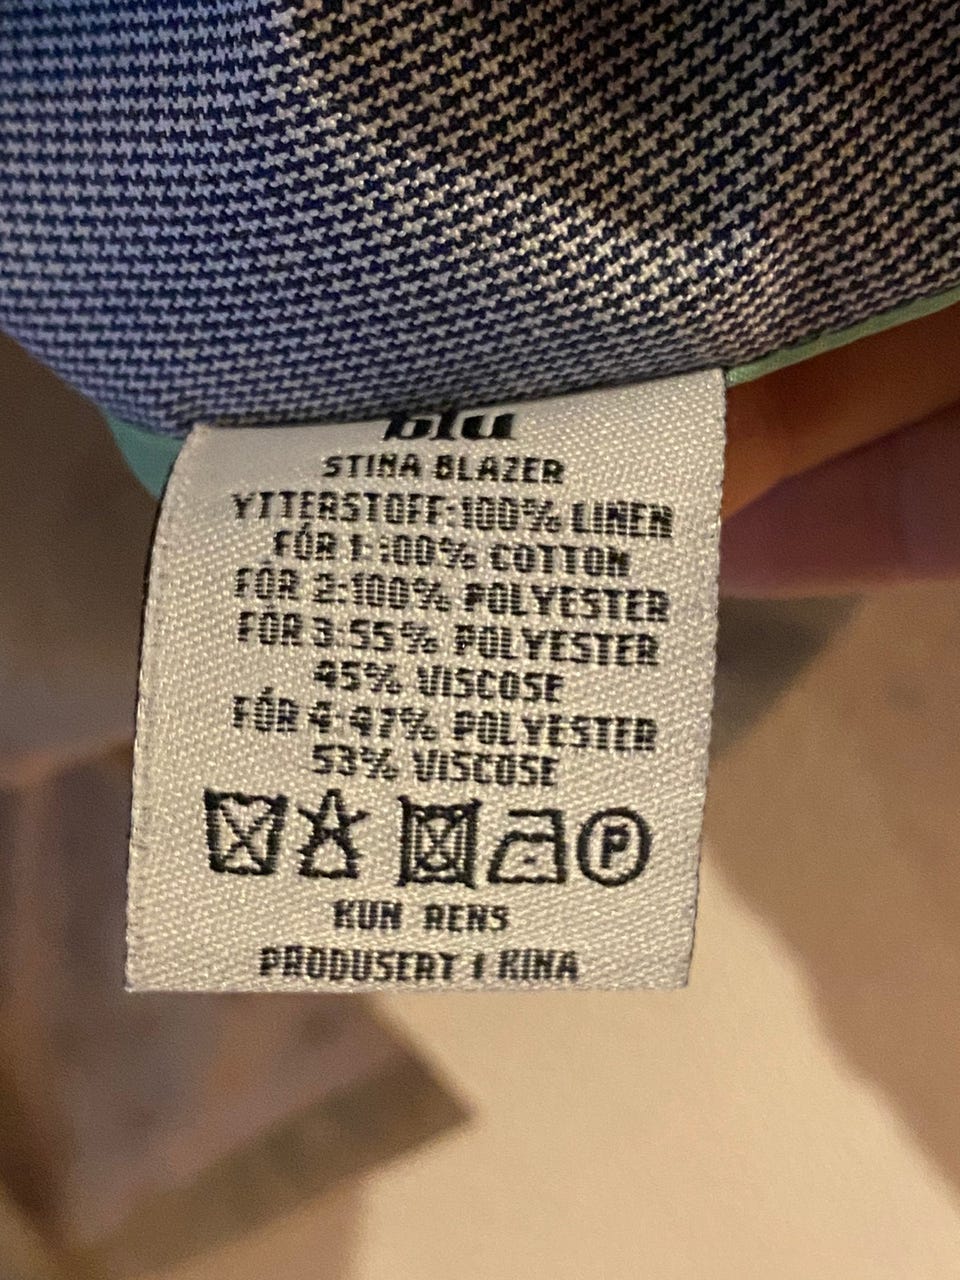 blu
STINA BLAZER
YTTERSTOFF:100% LINEN
FÓR 1:100% COTTON
FÓR 2:100% POLYESTER
FÓR 3:55% POLYESTER
45% VISCOSE
FÓR 4:47% POLYESTER
53% VISCOSE
P
KUN RENS
PRODUSERT I KINA